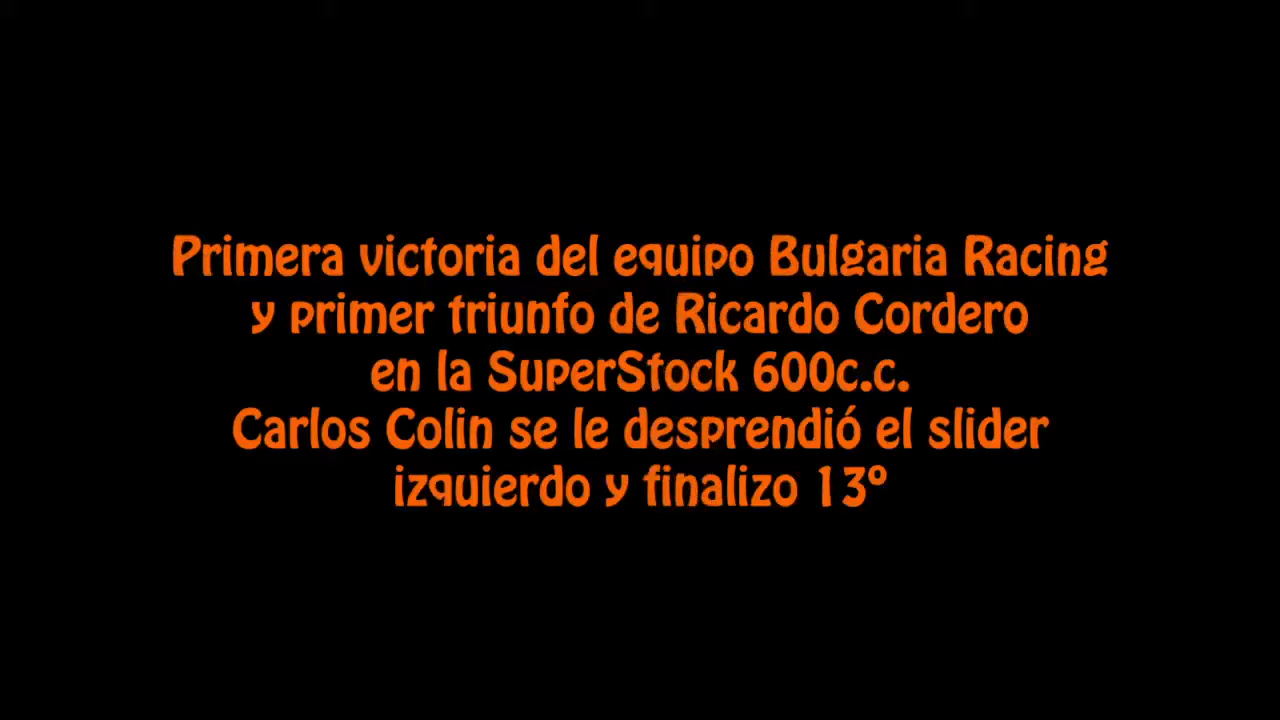 Primera victoria del equipo Bulgaria Racing
y primer triunfo de Ricardo Cordero
en la SuperStock 600c.c.
Carlos Colin se le desprendió el slider
izquierdo y finalizo 13º